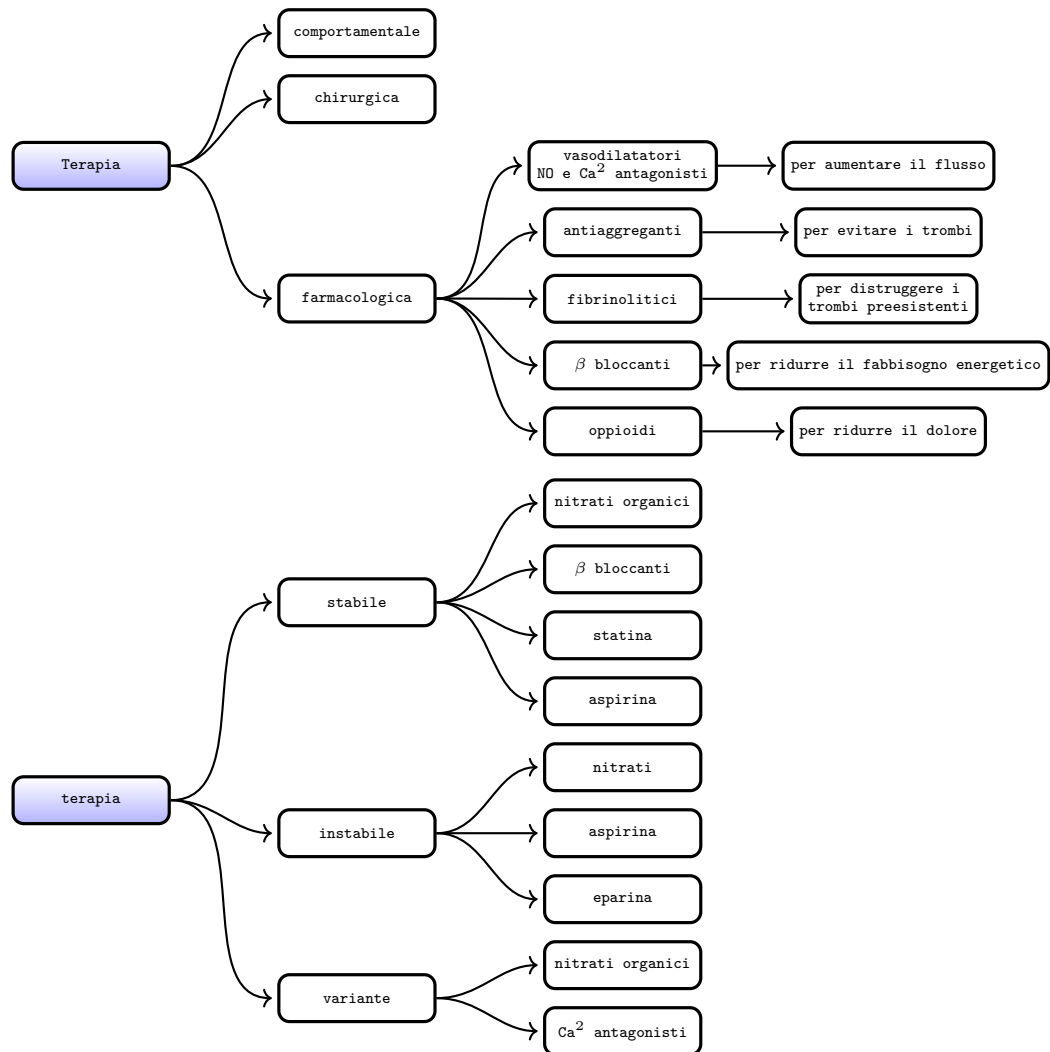 comportamentale
chirurgica
Terapia
vasodilatatori
NO e Ca² antagonisti
per aumentare il flusso
antiaggreganti
per evitare i trombi
farmacologica
fibrinolitici
per distruggere i
trombi preesistenti
β bloccanti
per ridurre il fabbisogno energetico
oppioidi
per ridurre il dolore
nitrati organici
β bloccanti
stabile
statina
aspirina
nitrati
terapia
instabile
aspirina
eparina
nitrati organici
variante
Ca² antagonisti